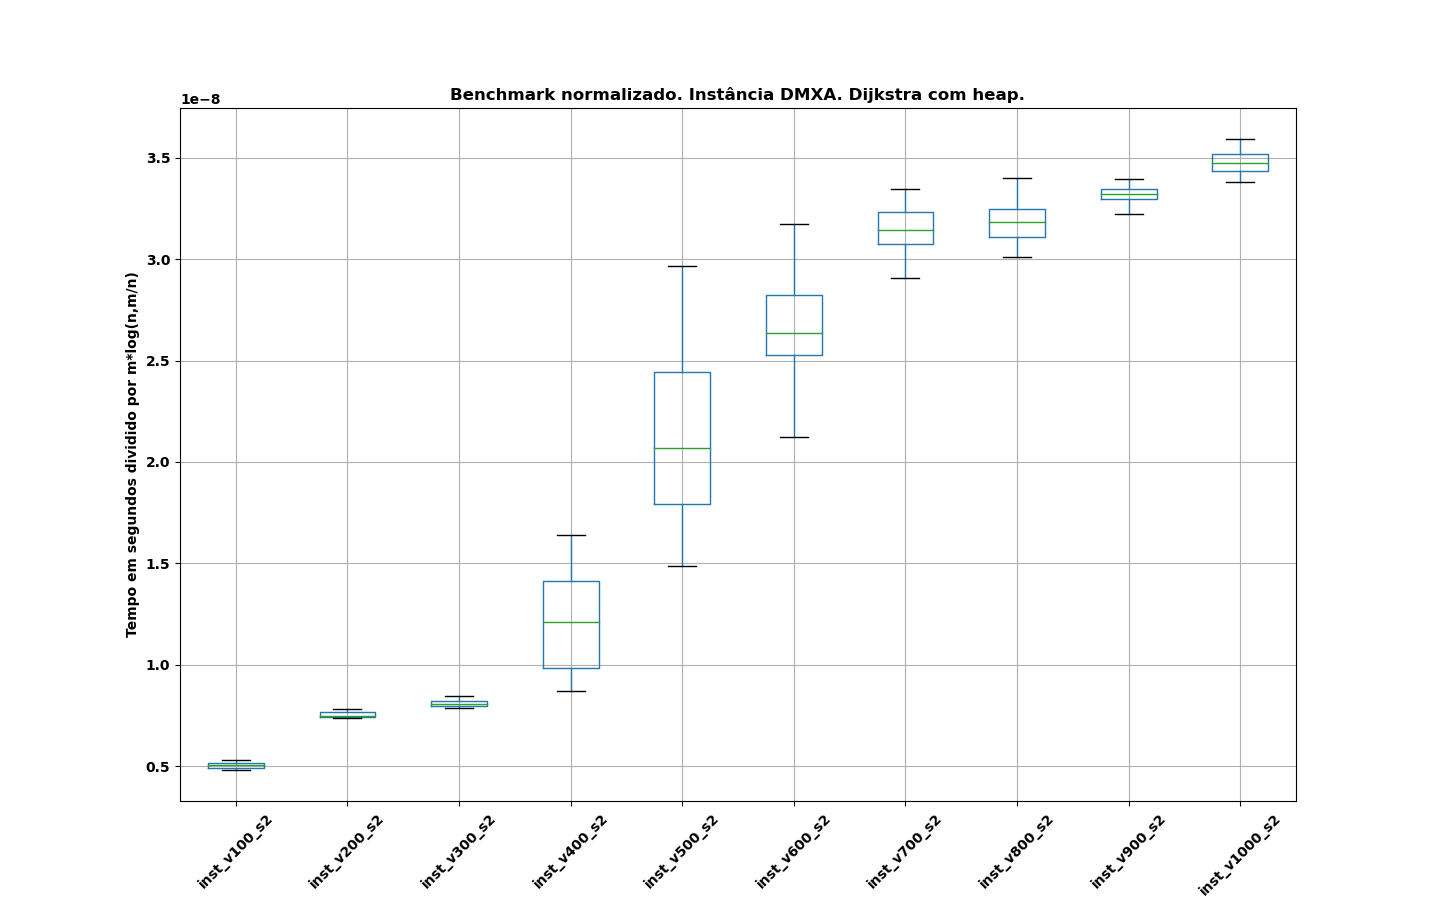 Benchmark normalizado. Instância DMXA. Dijkstra com heap.
1e−8
3.5
3.0
2.5
2.0
1.5
1.0
0.5
Tempo em segundos dividido por m*log(n,m/n)
inst_v100_s2
inst_v200_s2
inst_v300_s2
inst_v400_s2
inst_v500_s2
inst_v600_s2
inst_v700_s2
inst_v800_s2
inst_v900_s2
inst_v1000_s2